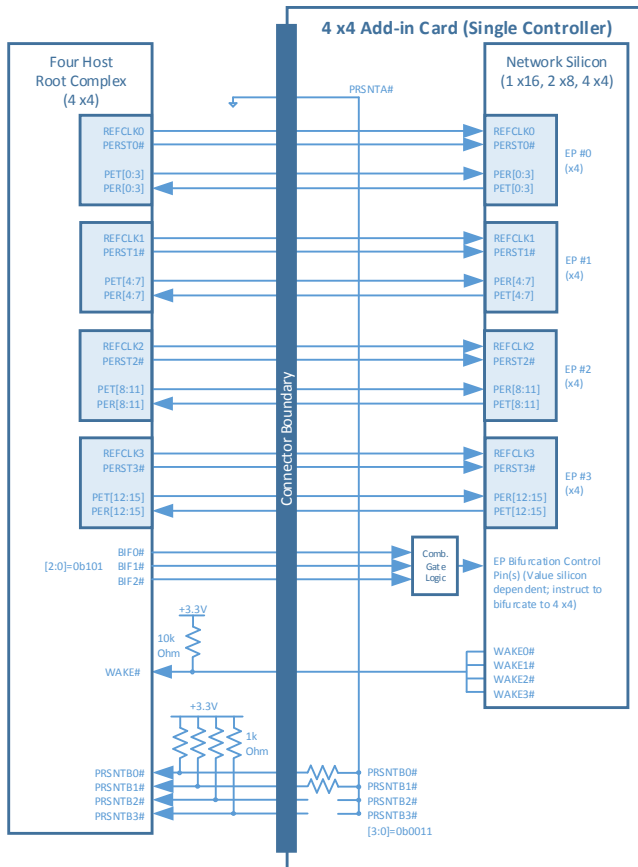 4 x4 Add-in Card (Single Controller)
Four Host
Root Complex
(4 x4)
Network Silicon
(1 x16, 2 x8, 4 x4)
PRSNTA#
REFCLK0
PERST0#
PET[0:3]
PER[0:3]
REFCLK0
PERST0#
PER[0:3]
PET[0:3]
EP #0
(x4)
REFCLK1
PERST1#
PET[4:7]
PER[4:7]
REFCLK1
PERST1#
PER[4:7]
PET[4:7]
EP #1
(x4)
REFCLK2
PERST2#
PET[8:11]
PER[8:11]
REFCLK2
PERST2#
PER[8:11]
PET[8:11]
EP #2
(x4)
REFCLK3
PERST3#
PET[12:15]
PER[12:15]
REFCLK3
PERST3#
PER[12:15]
PET[12:15]
EP #3
(x4)
Connector Boundary
BIF0#
[2:0]=0b101
BIF1#
BIF2#
Comb.
Gate
Logic
EP Bifurcation Control
Pin(s) (Value silicon
dependent; instruct to
bifurcate to 4 x4)
+3.3V
10k
Ohm
WAKE#
WAKE0#
WAKE1#
WAKE2#
WAKE3#
+3.3V
1k
Ohm
PRSNTB0#
PRSNTB1#
PRSNTB2#
PRSNTB3#
PRSNTB0#
PRSNTB1#
PRSNTB2#
PRSNTB3#
[3:0]=0b0011